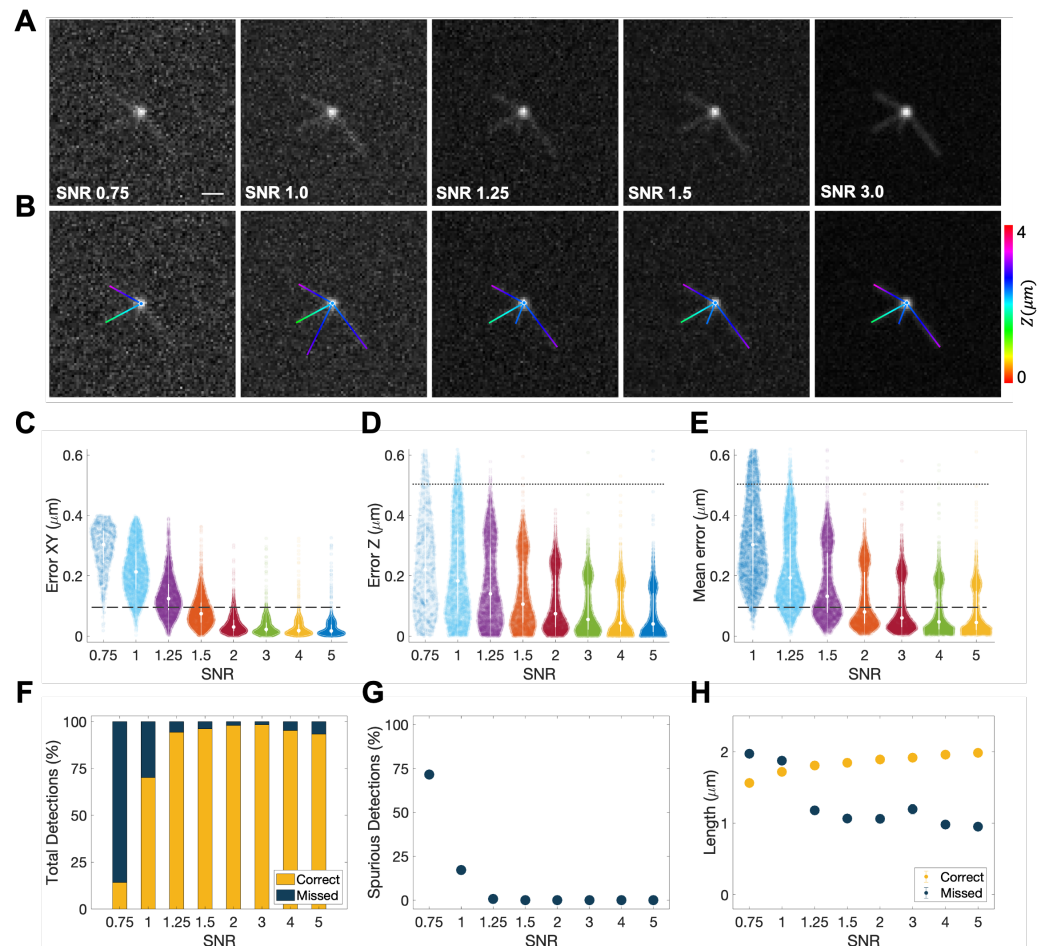 A
SNR 0.75
SNR 1.0
SNR 1.25
SNR 1.5
SNR 3.0
B
4
Z(μm)
0
C
0.6
0.4
0.2
0
Error XY (μm)
0.75 1 1.25 1.5 2 3 4 5
SNR
D
0.6
0.4
0.2
0
Error Z (μm)
0.75 1 1.25 1.5 2 3 4 5
SNR
E
0.6
0.4
0.2
0
Mean error (μm)
1 1.25 1.5 2 3 4 5
SNR
F
100
75
50
25
0
Total Detections (%)
Correct
Missed
0.75 1 1.25 1.5 2 3 4 5
SNR
G
100
75
50
25
0
Spurious Detections (%)
0.75 1 1.25 1.5 2 3 4 5
SNR
H
2
1
0
Length (μm)
Correct
Missed
0.75 1 1.25 1.5 2 3 4 5
SNR